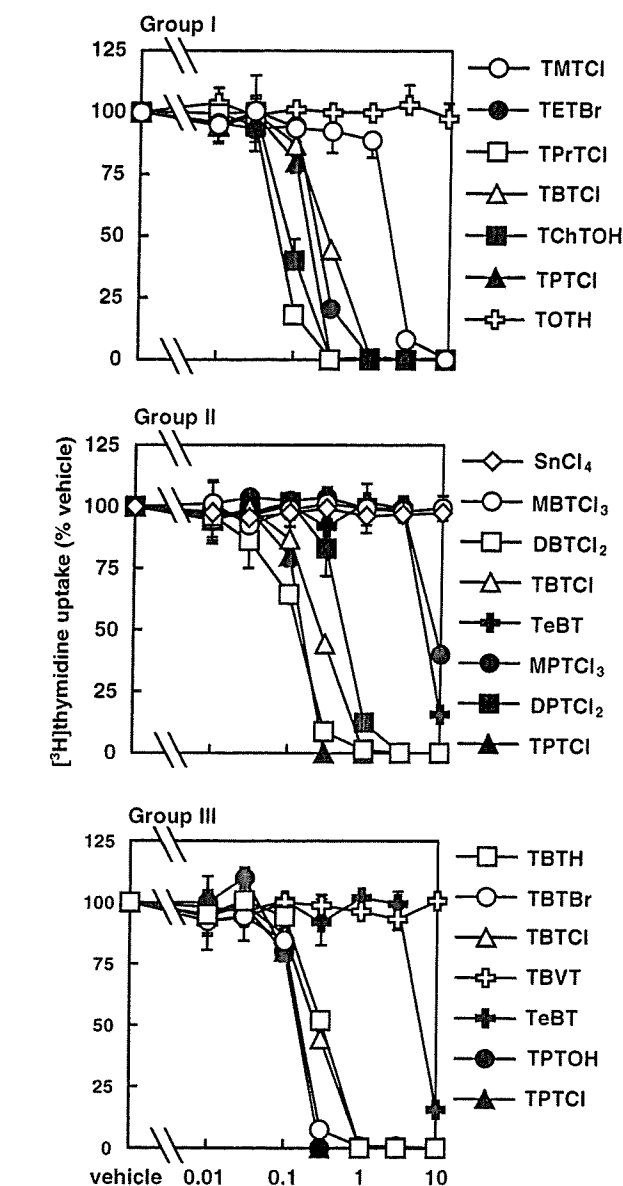 Group I
125
100
75
50
25
0
TMTCl
TETBr
TPrTCl
TBTCl
TChTOH
TPTCl
TOTH
[³H]thymidine uptake (% vehicle)
Group II
125
100
75
50
25
0
SnCl₄
MBTCl₃
DBTCl₂
TBTCl
TeBT
MPTCl₃
DPTCl₂
TPTCl
Group III
125
100
75
50
25
0
vehicle 0.01 0.1 1 10
TBTH
TBTBr
TBTCl
TBVT
TeBT
TPTOH
TPTCl